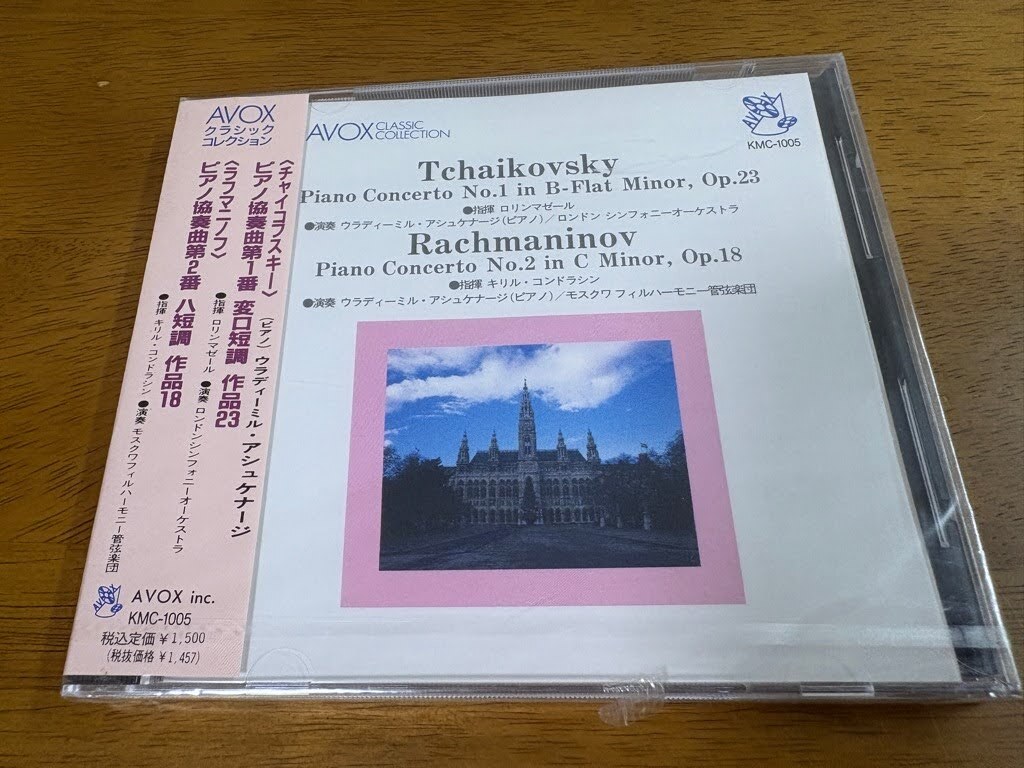 AVOX
クラシック
コレクション
〈チャイコフスキー〉
ピアノ協奏曲第1番 変ロ短調 作品23
(ピアノ) ウラディーミル・アシュケナージ
●指揮 ロリンマゼール ●演奏 ロンドンシンフォニーオーケストラ
〈ラフマニノフ〉
ピアノ協奏曲第2番 ハ短調 作品18
●指揮 キリル・コンドラシン ●演奏 モスクワフィルハーモニー管弦楽団
AVOX
AVOX inc.
KMC-1005
税込定価¥1,500
(税抜価格¥1,457)
AVOX CLASSIC COLLECTION
AVOX
KMC-1005
Tchaikovsky
Piano Concerto No.1 in B-Flat Minor, Op.23
●指揮 ロリンマゼール
●演奏 ウラディーミル・アシュケナージ(ピアノ)/ロンドン シンフォニーオーケストラ
Rachmaninov
Piano Concerto No.2 in C Minor, Op.18
●指揮 キリル・コンドラシン
●演奏 ウラディーミル・アシュケナージ(ピアノ)/モスクワ フィルハーモニー管弦楽団